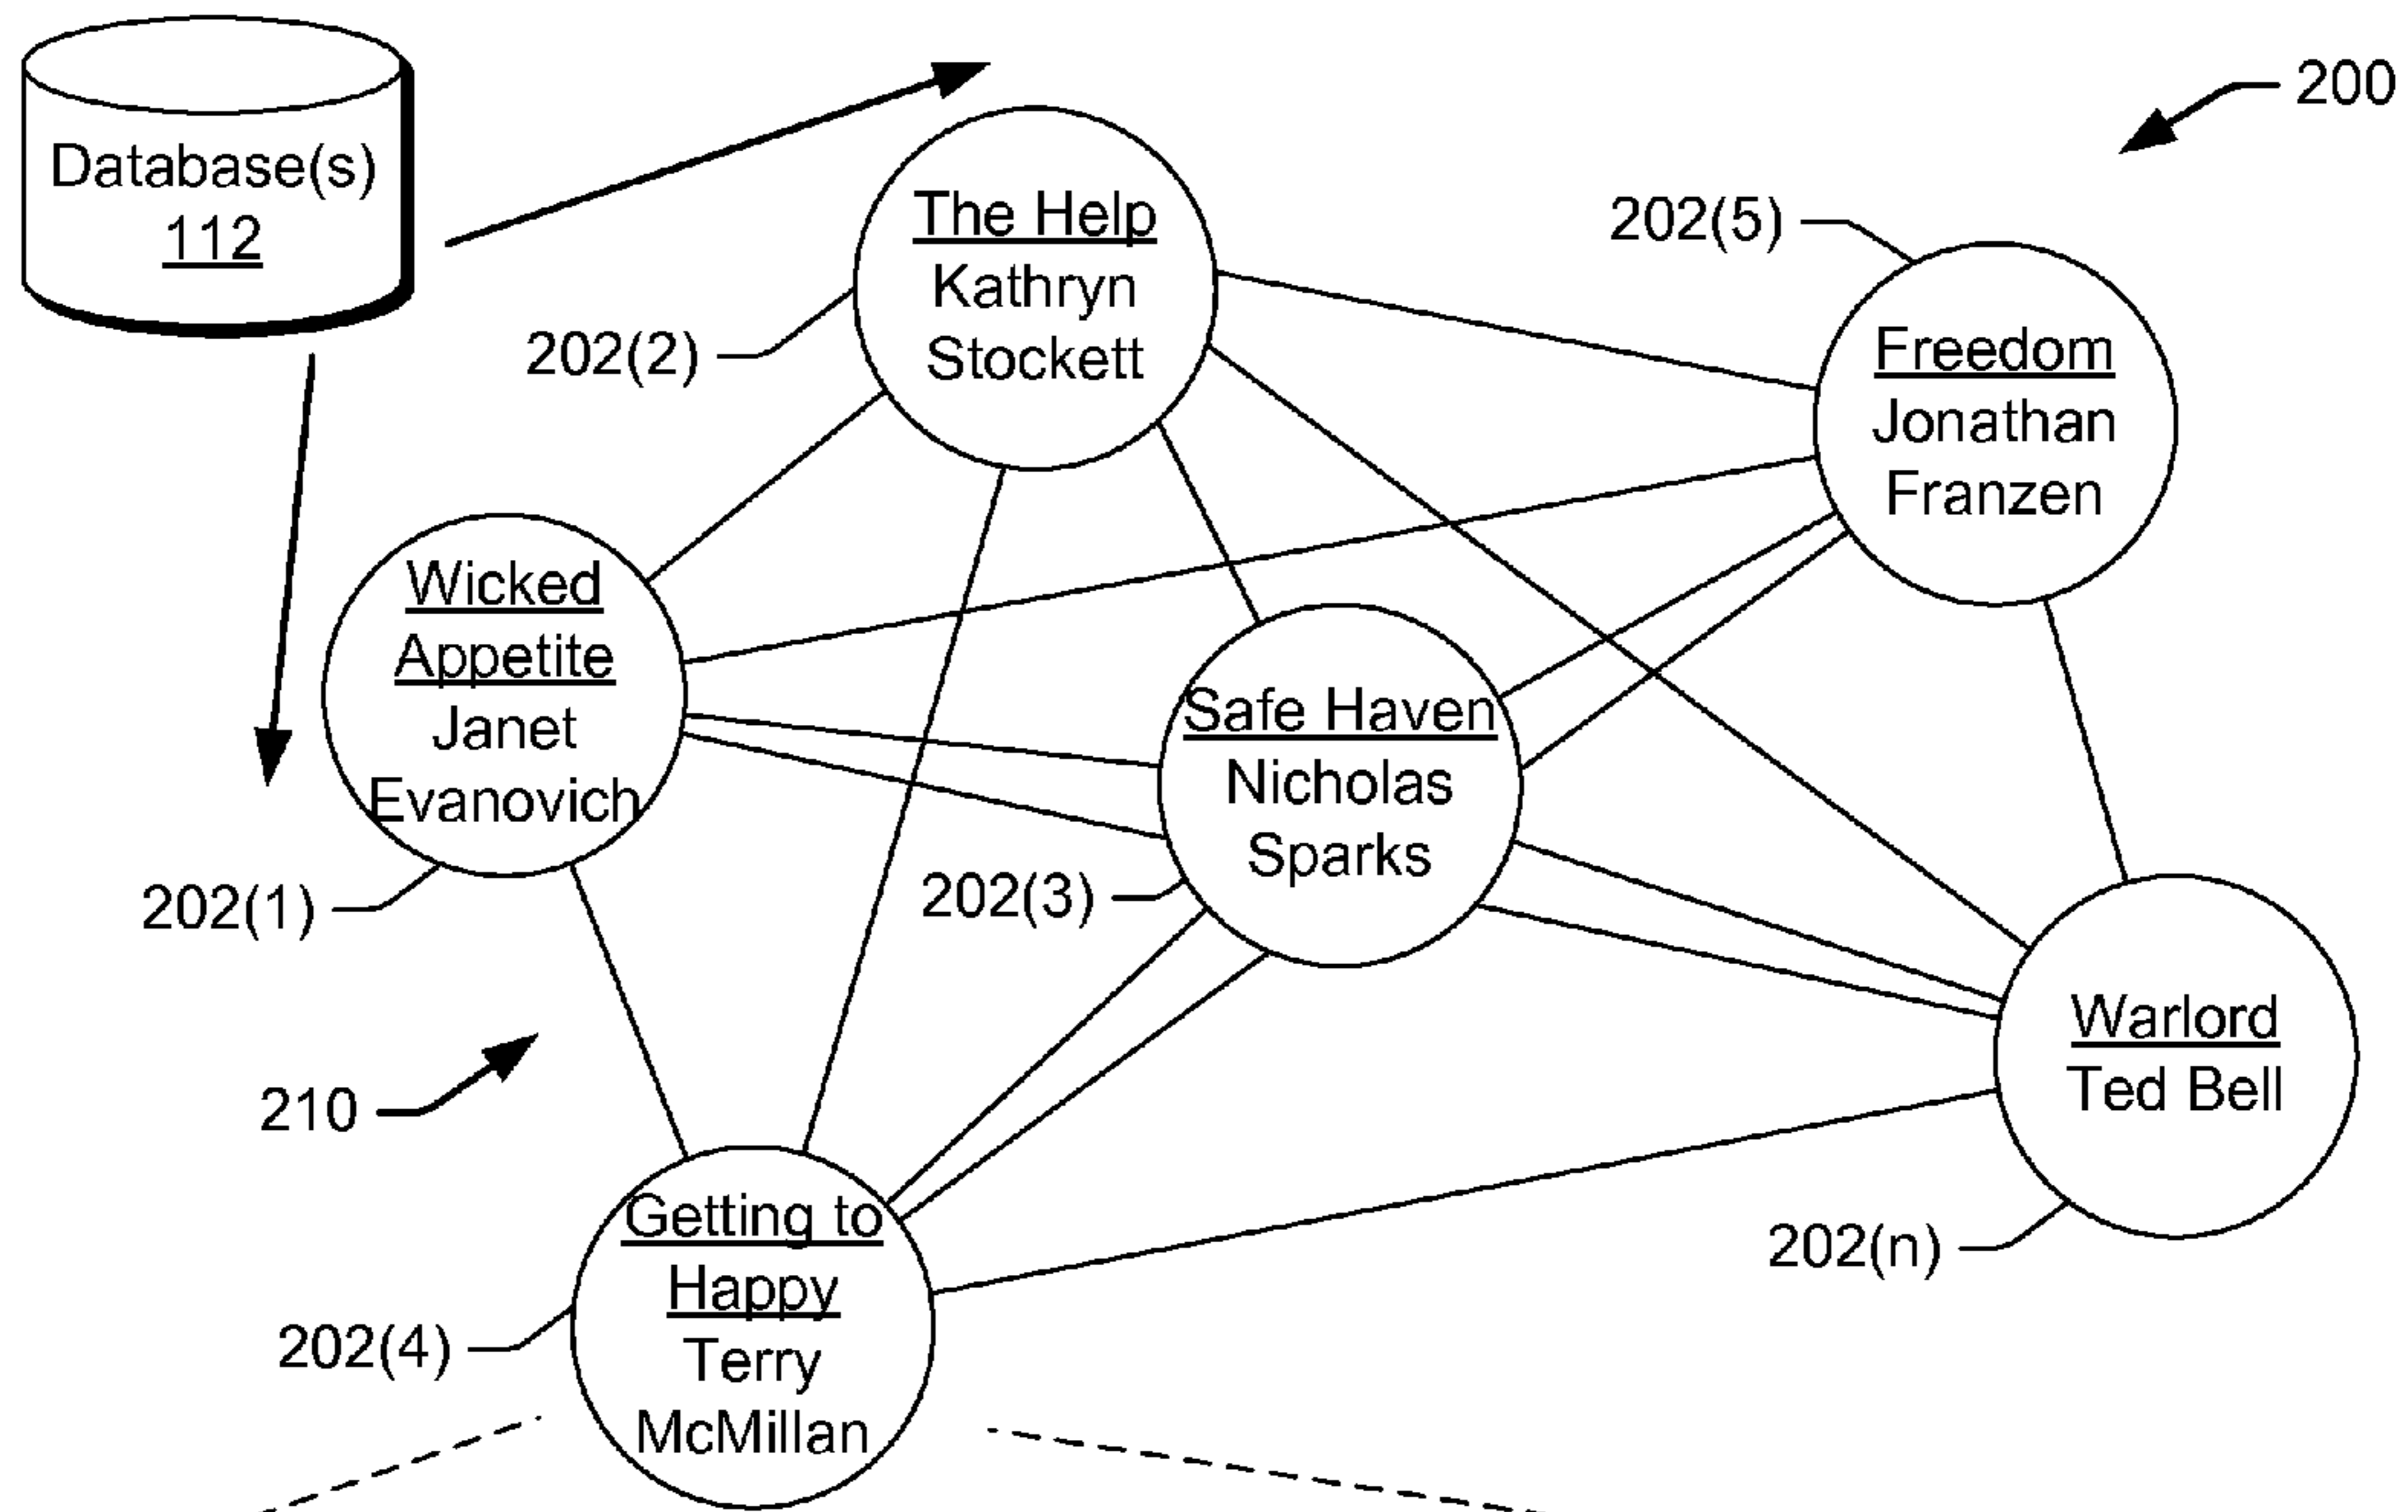 Database(s)
112
200
The Help
Kathryn
Stockett
202(2)
202(5)
Freedom
Jonathan
Franzen
Wicked
Appetite
Janet
Evanovich
202(1)
Safe Haven
Nicholas
Sparks
202(3)
Warlord
Ted Bell
202(n)
210
Getting to
Happy
Terry
McMillan
202(4)